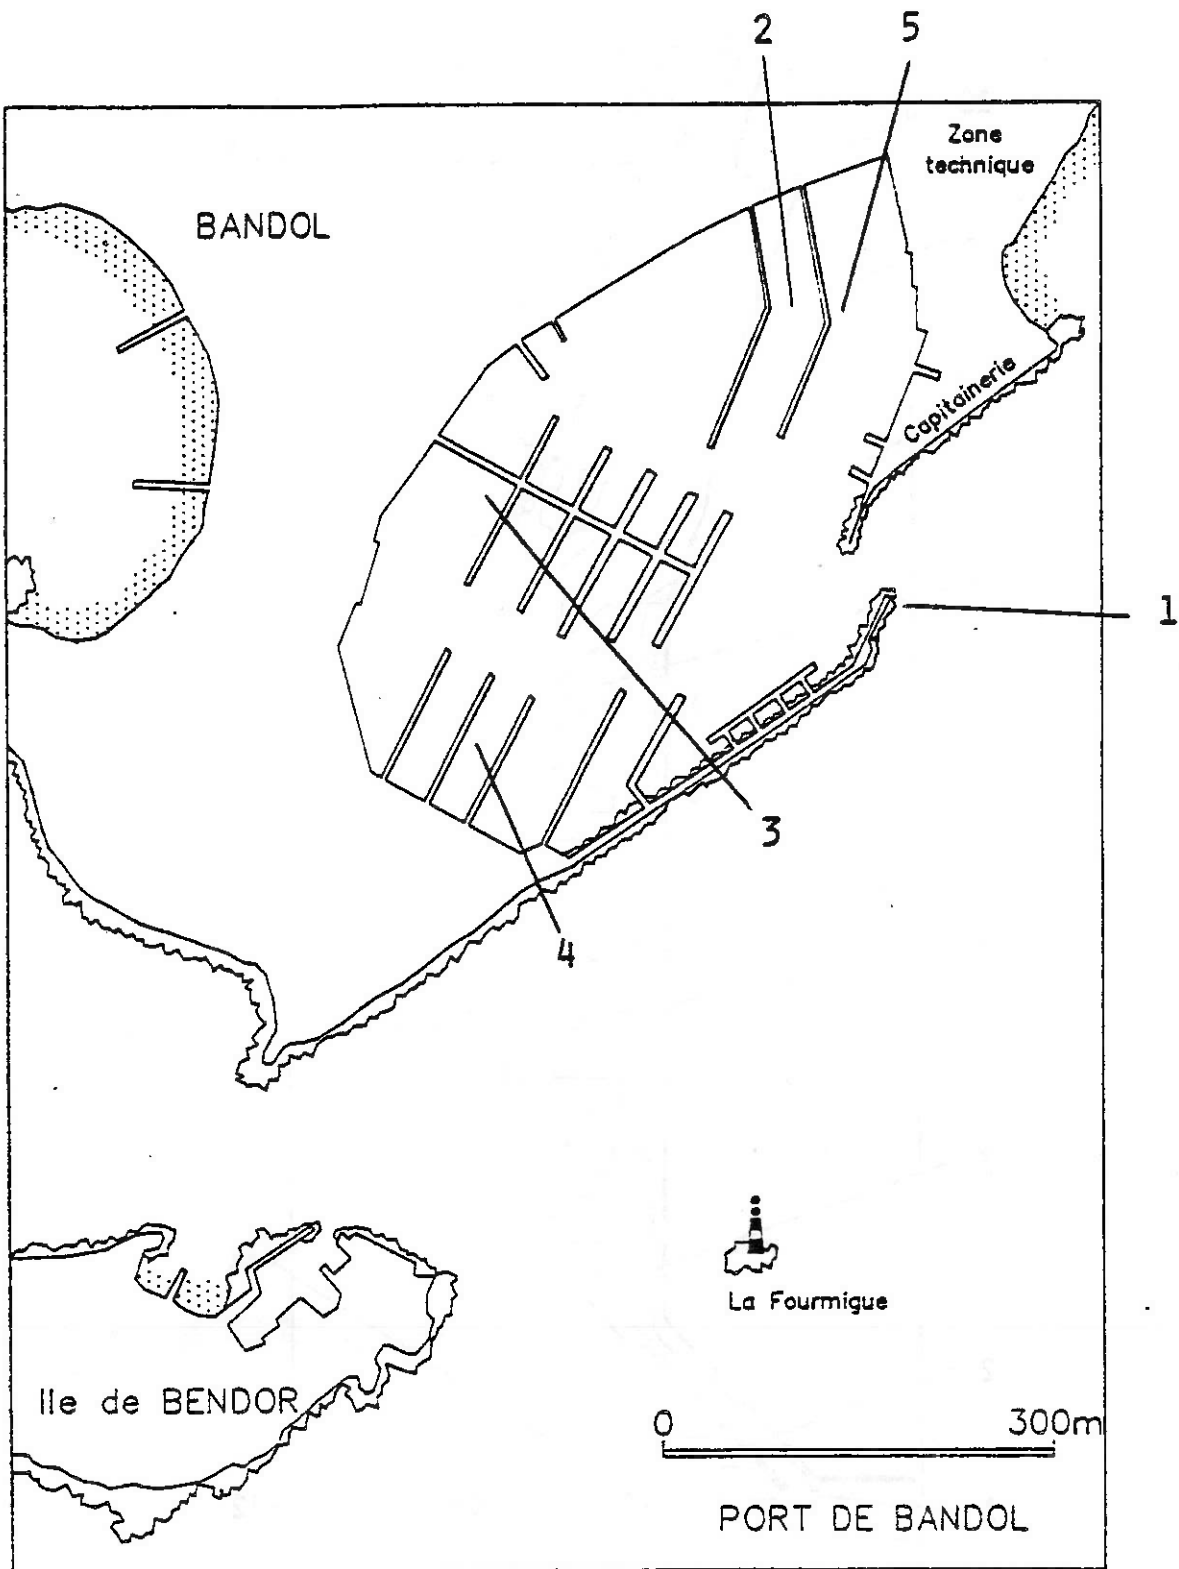 2
5
Zone
technique
BANDOL
Capitainerie
1
3
4
La Fourmigue
Ile de BENDOR
0
300m
PORT DE BANDOL